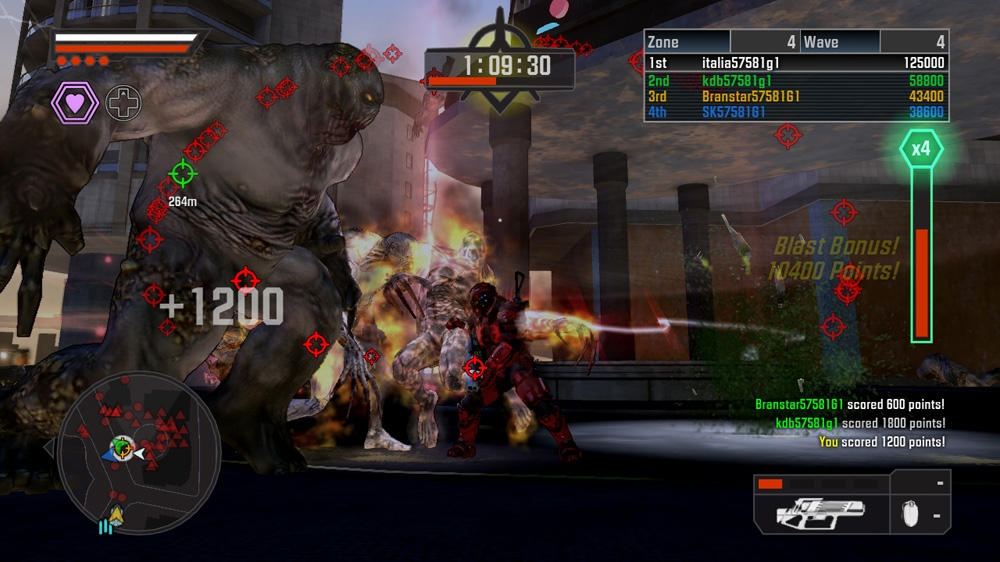 1:09:30
Zone 4 Wave 4
1st italia57581g1 125000
2nd kdb57581g1 58800
3rd Branstar5758161 43400
4th SK5758161 38600
x4
264m
Blast Bonus!
10400 Points!
+1200
Branstar5758161 scored 600 points!
kdb57581g1 scored 1800 points!
You scored 1200 points!
-
-